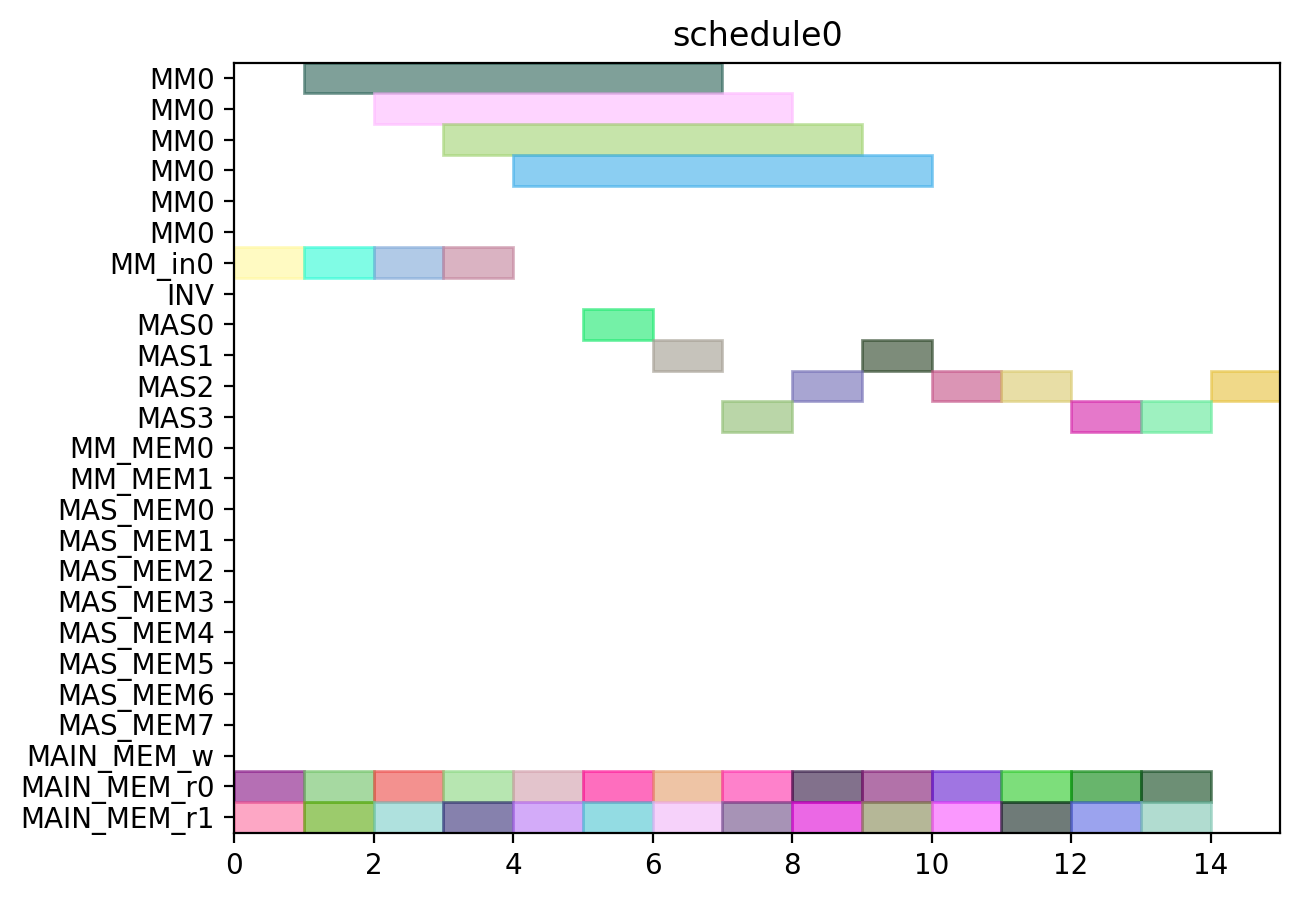 schedule0
MM0
MM0
MM0
MM0
MM0
MM0
MM_in0
INV
MAS0
MAS1
MAS2
MAS3
MM_MEM0
MM_MEM1
MAS_MEM0
MAS_MEM1
MAS_MEM2
MAS_MEM3
MAS_MEM4
MAS_MEM5
MAS_MEM6
MAS_MEM7
MAIN_MEM_w
MAIN_MEM_r0
MAIN_MEM_r1
0 2 4 6 8 10 12 14